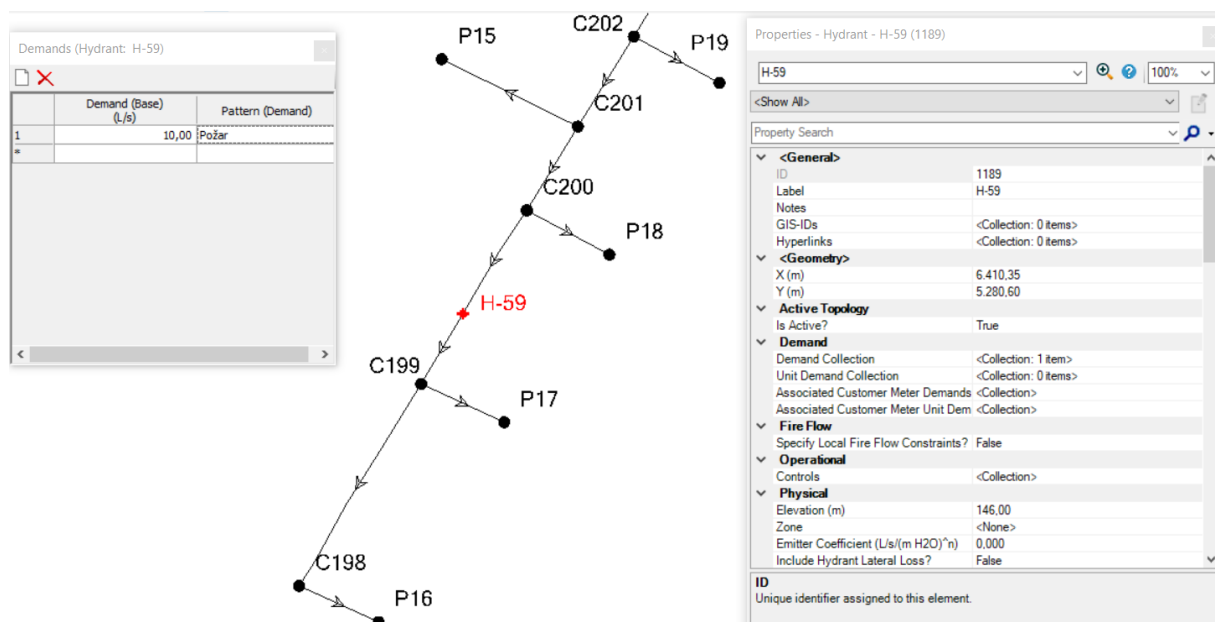 Demands (Hydrant: H-59)
Demand (Base)
(L/s)
Pattern (Demand)
1 10,00 Požar
*
C202
P15
P19
C201
C200
P18
H-59
C199
P17
C198
P16
Properties - Hydrant - H-59 (1189)
H-59 100%
<Show All>
Property Search
<General>
ID 1189
Label H-59
Notes
GIS-IDs <Collection: 0 items>
Hyperlinks <Collection: 0 items>
<Geometry>
X (m) 6.410,35
Y (m) 5.280,60
Active Topology
Is Active? True
Demand
Demand Collection <Collection: 1 item>
Unit Demand Collection <Collection: 0 items>
Associated Customer Meter Demands <Collection>
Associated Customer Meter Unit Dem <Collection>
Fire Flow
Specify Local Fire Flow Constraints? False
Operational
Controls <Collection>
Physical
Elevation (m) 146,00
Zone <None>
Emitter Coefficient (L/s/(m H2O)^n) 0,000
Include Hydrant Lateral Loss? False
ID
Unique identifier assigned to this element.